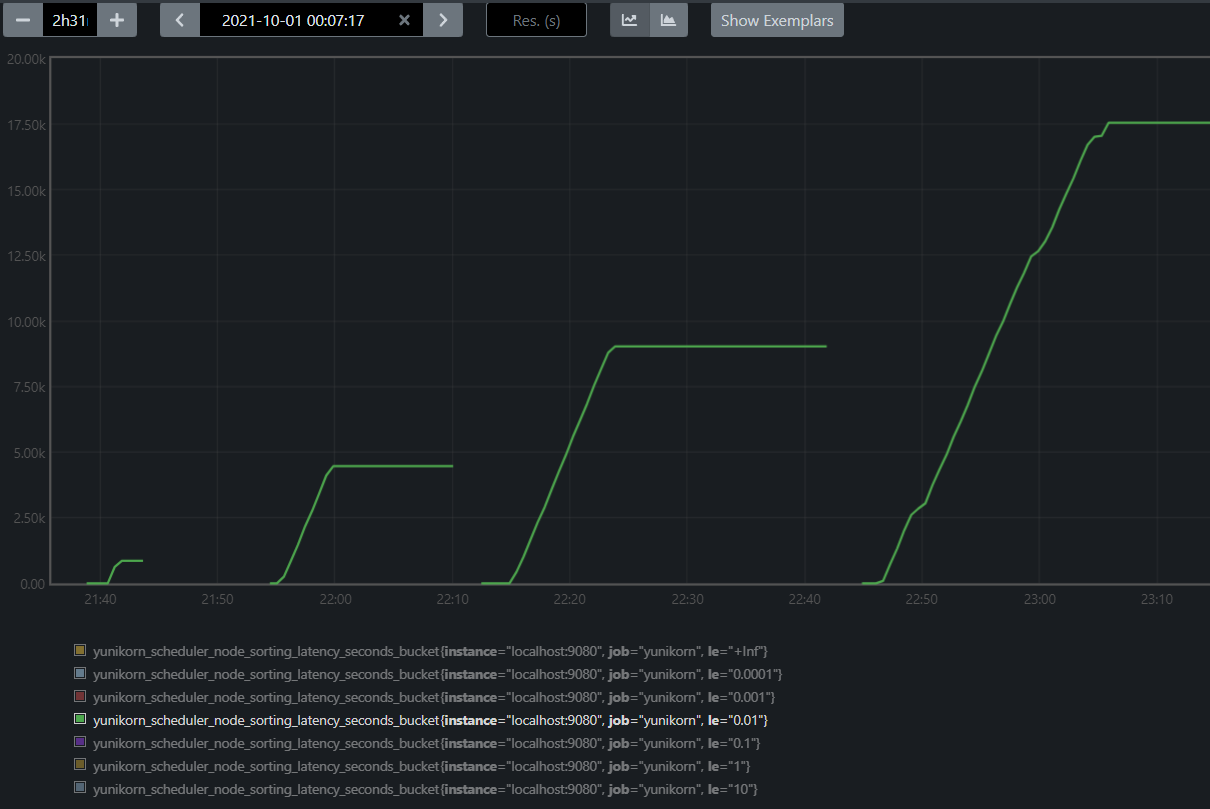 2h31
2021-10-01 00:07:17
Res. (s)
Show Exemplars
20.00k
17.50k
15.00k
12.50k
10.00k
7.50k
5.00k
2.50k
0.00
21:40 21:50 22:00 22:10 22:20 22:30 22:40 22:50 23:00 23:10
yunikorn_scheduler_node_sorting_latency_seconds_bucket{instance="localhost:9080", job="yunikorn", le="+Inf"}
yunikorn_scheduler_node_sorting_latency_seconds_bucket{instance="localhost:9080", job="yunikorn", le="0.0001"}
yunikorn_scheduler_node_sorting_latency_seconds_bucket{instance="localhost:9080", job="yunikorn", le="0.001"}
yunikorn_scheduler_node_sorting_latency_seconds_bucket{instance="localhost:9080", job="yunikorn", le="0.01"}
yunikorn_scheduler_node_sorting_latency_seconds_bucket{instance="localhost:9080", job="yunikorn", le="0.1"}
yunikorn_scheduler_node_sorting_latency_seconds_bucket{instance="localhost:9080", job="yunikorn", le="1"}
yunikorn_scheduler_node_sorting_latency_seconds_bucket{instance="localhost:9080", job="yunikorn", le="10"}